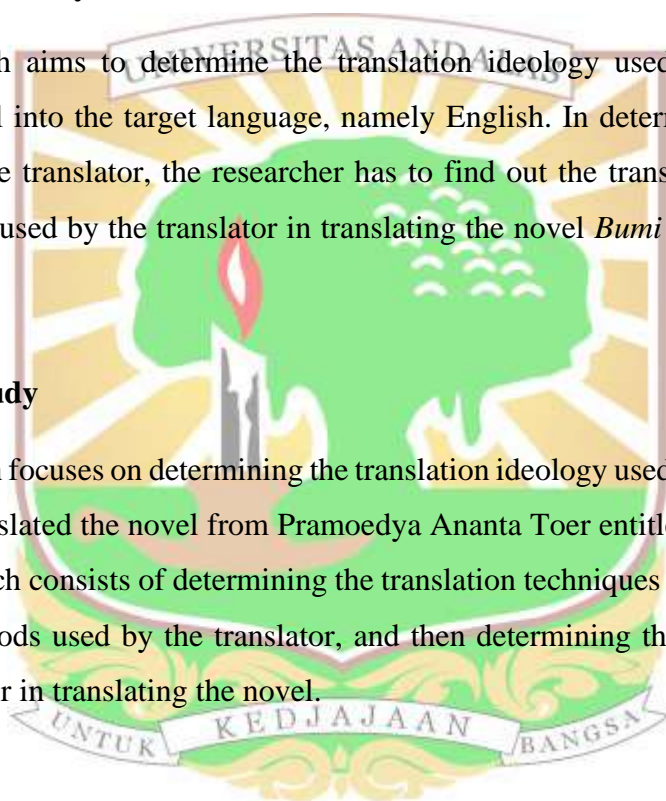 UNIVERSITAS ANDALAS
h aims to determine the translation ideology used
l into the target language, namely English. In determ
e translator, the researcher has to find out the trans
used by the translator in translating the novel Bumi
udy
n focuses on determining the translation ideology used
slated the novel from Pramoedya Ananta Toer entitle
ch consists of determining the translation techniques
ods used by the translator, and then determining th
r in translating the novel.
UNTUK KEDJAJAAN BANGSA